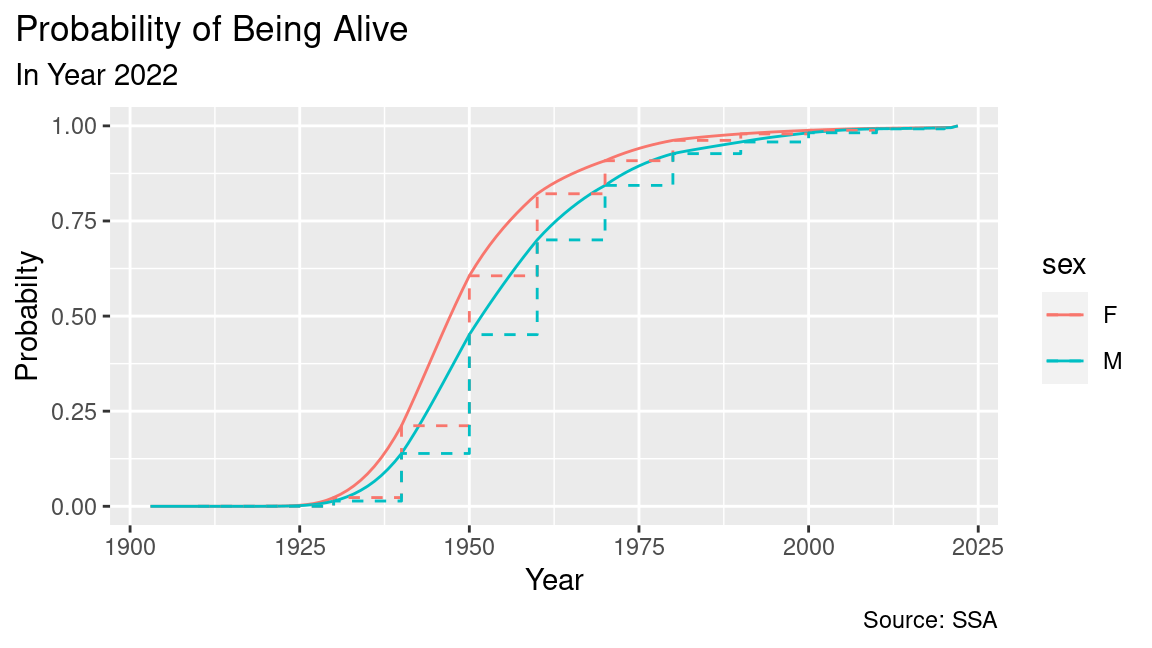 Probability of Being Alive
In Year 2022
1.00
0.75
0.50
0.25
0.00
Probabilty
1900 1925 1950 1975 2000 2025
Year
sex
F
M
Source: SSA